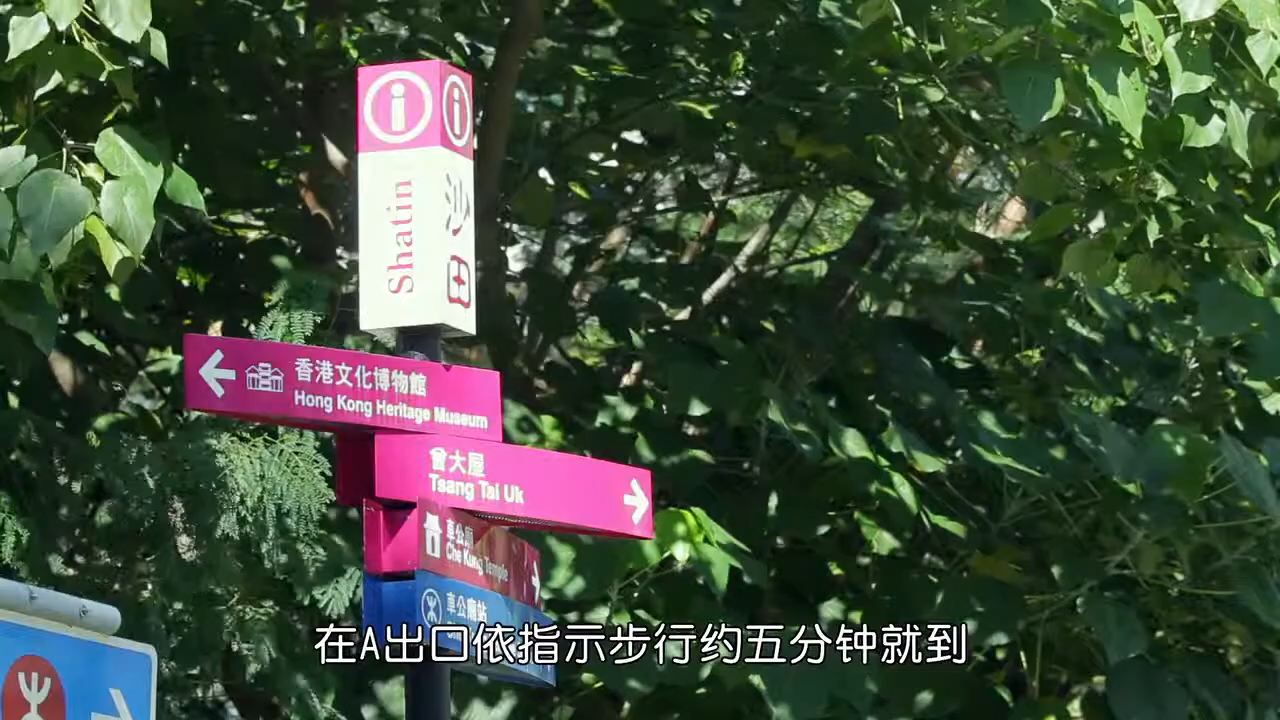 Shatin
沙田
香港文化博物館
Hong Kong Heritage Museum
曾大屋
Tsang Tai Uk
車公廟
Che Kung Temple
車公廟站
在A出口依指示步行约五分钟就到